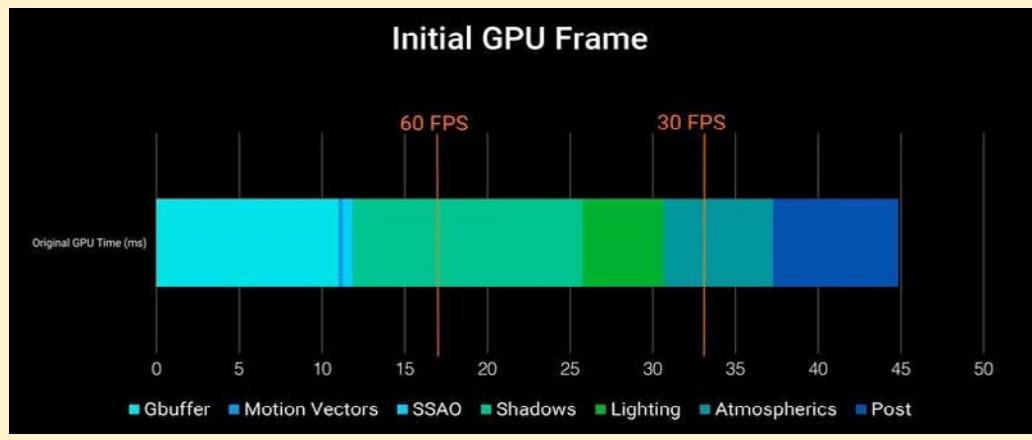 Initial GPU Frame
60 FPS 30 FPS
Original GPU Time (ms)
0 5 10 15 20 25 30 35 40 45 50
Gbuffer Motion Vectors SSAO Shadows Lighting Atmospherics Post